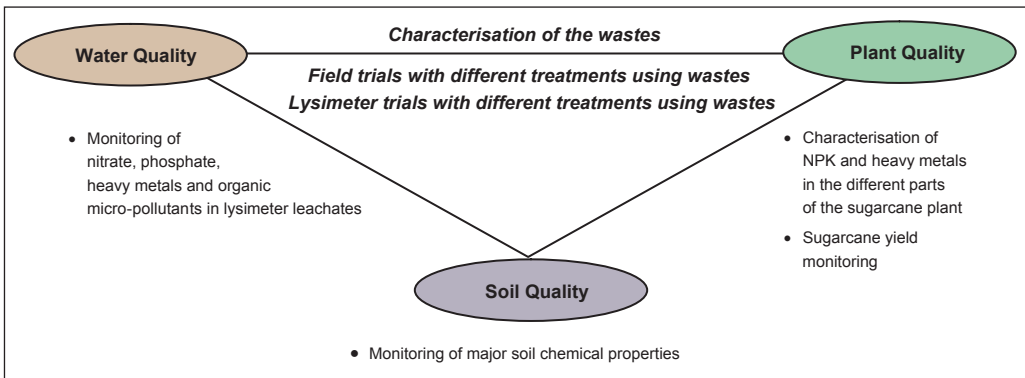 Characterisation of the wastes
Water Quality
Plant Quality
Field trials with different treatments using wastes
Lysimeter trials with different treatments using wastes
• Monitoring of
nitrate, phosphate,
heavy metals and organic
micro-pollutants in lysimeter leachates
• Characterisation of
NPK and heavy metals
in the different parts
of the sugarcane plant
• Sugarcane yield
monitoring
Soil Quality
• Monitoring of major soil chemical properties